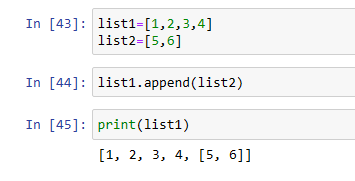 In [43]: list1=[1,2,3,4]
list2=[5,6]
In [44]: list1.append(list2)
In [45]: print(list1)
[1, 2, 3, 4, [5, 6]]